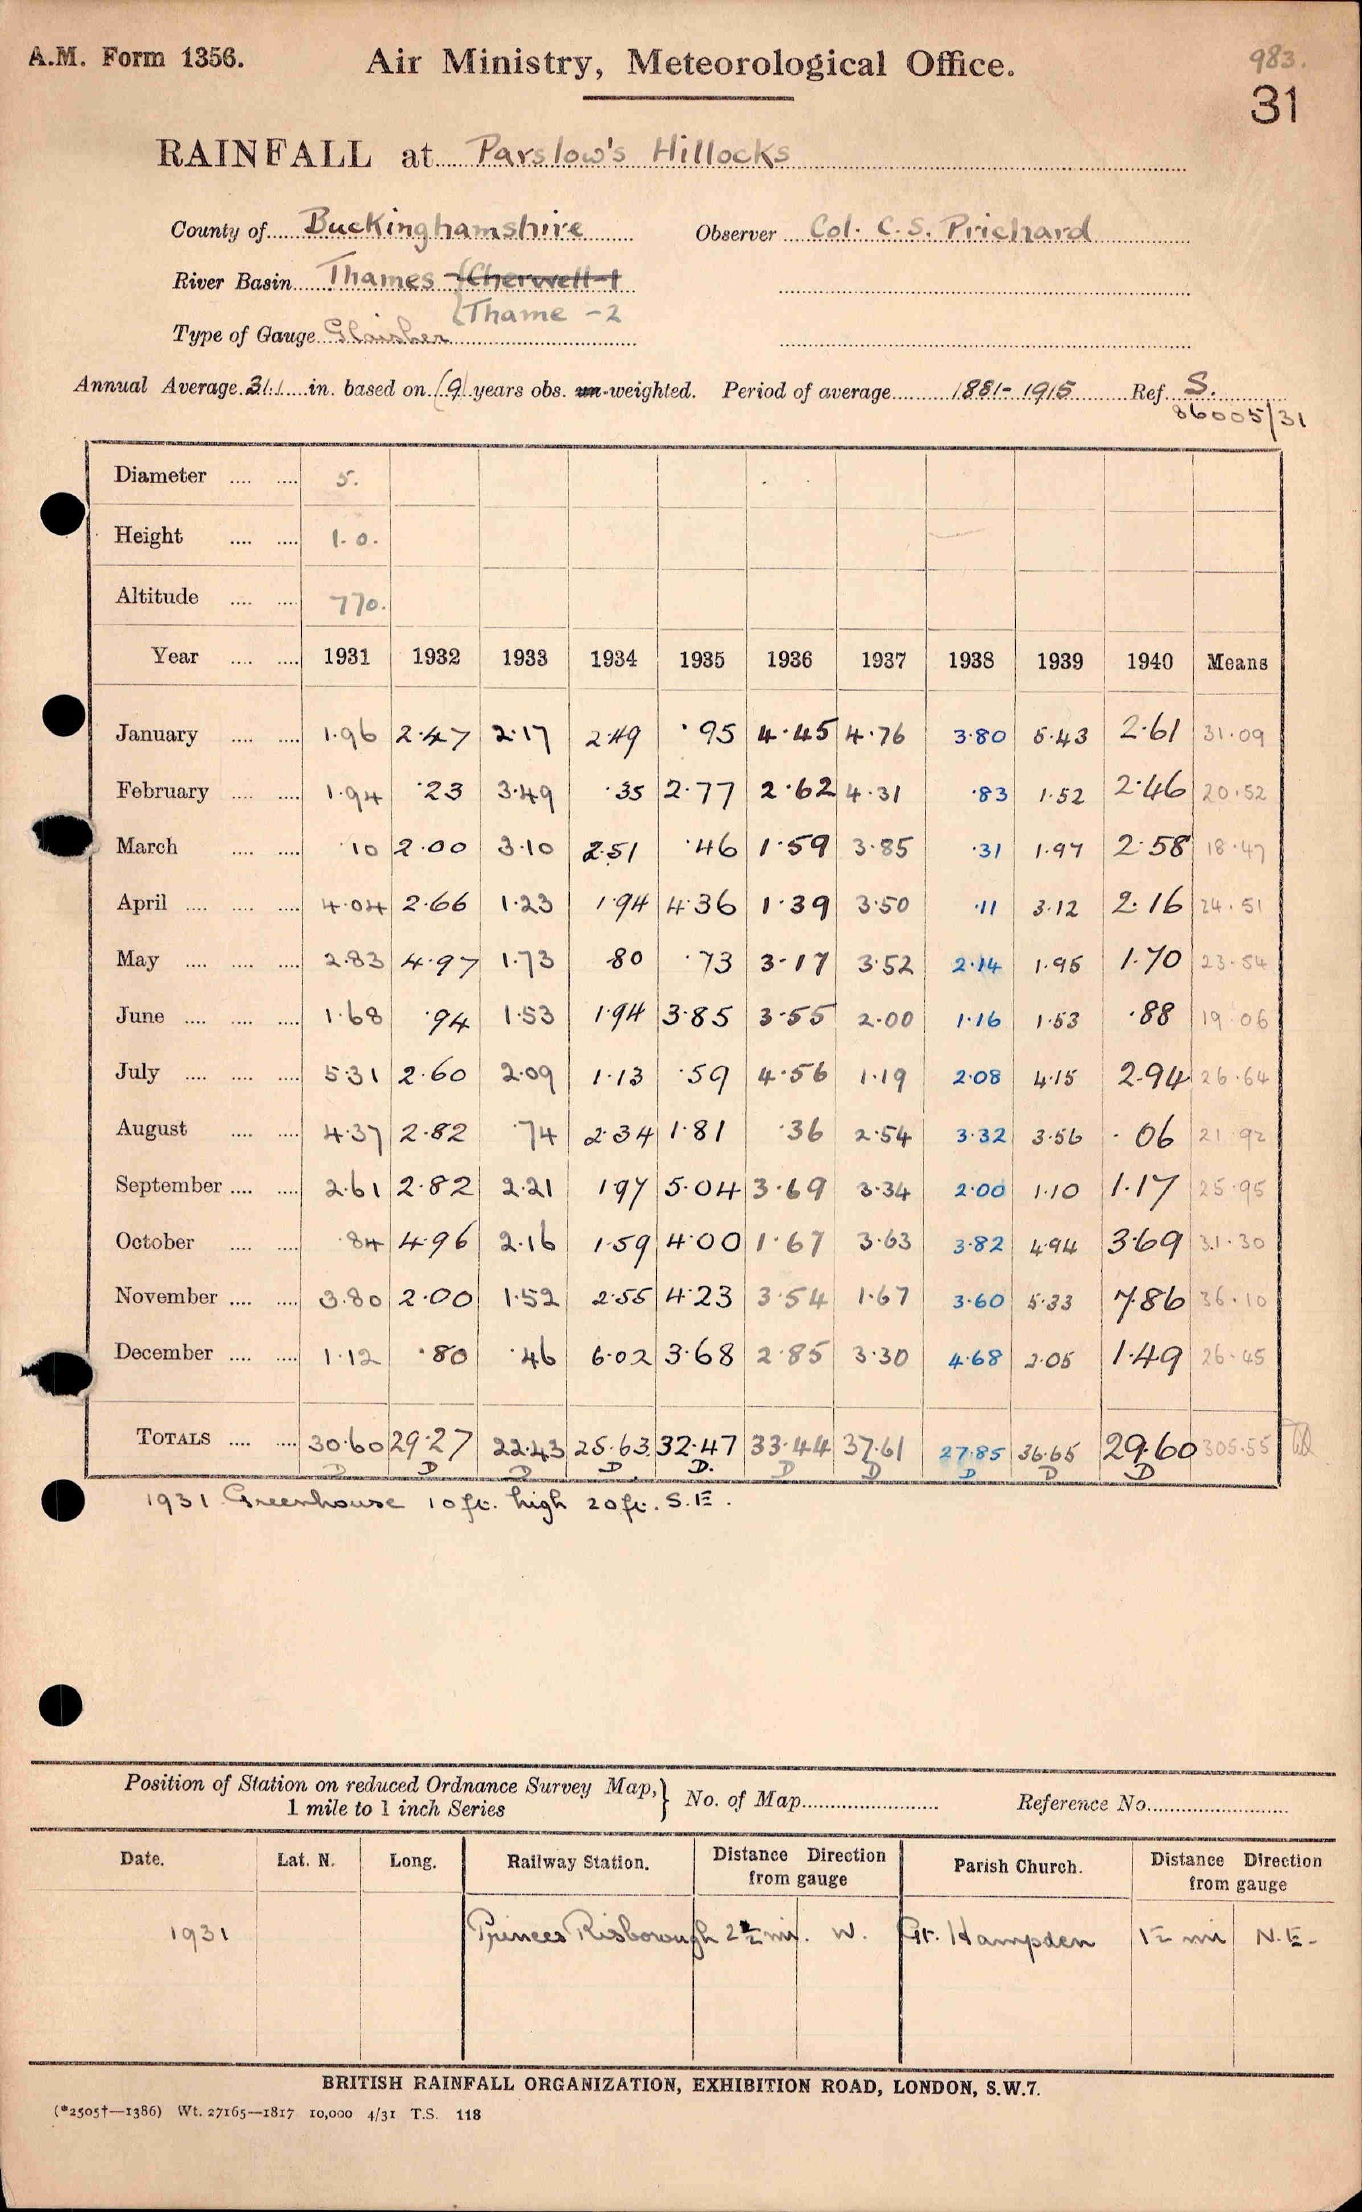 A.M. Form 1356.
Air Ministry, Meteorological Office.
983.
31
RAINFALL at Parslow's Hillocks
County of Buckinghamshire Observer Col. C.S. Prichard
River Basin Thames {Cherwell-1
{Thame -2
Type of Gauge Glaisher
Annual Average 31.1 in. based on (9) years obs. un-weighted. Period of average 1881-1915 Ref. S.
86005/31
Diameter .... .... 5.
Height .... .... 1.0.
Altitude .... .... 770.
Year .... .... 1931 1932 1933 1934 1935 1936 1937 1938 1939 1940 Means
January .... .... 1.96 2.47 2.17 2.49 .95 4.45 4.76 3.80 5.43 2.61 31.09
February .... .... 1.94 .23 3.49 .35 2.77 2.62 4.31 .83 1.52 2.46 20.52
March .... .... .10 2.00 3.10 2.51 .46 1.59 3.85 .31 1.97 2.58 18.47
April .... .... .... 4.04 2.66 1.23 1.94 4.36 1.39 3.50 .11 3.12 2.16 24.51
May .... .... .... 2.83 4.97 1.73 .80 .73 3.17 3.52 2.14 1.95 1.70 23.54
June .... .... .... 1.68 .94 1.53 1.94 3.85 3.55 2.00 1.16 1.53 .88 19.06
July .... .... .... 5.31 2.60 2.09 1.13 .59 4.56 1.19 2.08 4.15 2.94 26.64
August .... .... 4.37 2.82 .74 2.34 1.81 .36 2.54 3.32 3.56 .06 21.92
September .... .... 2.61 2.82 2.21 1.97 5.04 3.69 3.34 2.00 1.10 1.17 25.95
October .... .... .84 4.96 2.16 1.59 4.00 1.67 3.63 3.82 4.94 3.69 31.30
November .... .... 3.80 2.00 1.52 2.55 4.23 3.54 1.67 3.60 5.33 7.86 36.10
December .... .... 1.12 .80 .46 6.02 3.68 2.85 3.30 4.68 2.05 1.49 26.45
TOTALS .... .... 30.60 29.27 22.43 25.63 32.47 33.44 37.61 27.85 36.65 29.60 305.55
D D D D D. D D D D D
1931 Greenhouse 10ft. high 20ft. S.E.
Position of Station on reduced Ordnance Survey Map,} No. of Map Reference No.
1 mile to 1 inch Series
Date. Lat. N. Long. Railway Station. Distance Direction from gauge Parish Church. Distance Direction from gauge
1931 Princes Risborough 2½ mi. W. Gt. Hampden 1½ mi N.E.
BRITISH RAINFALL ORGANIZATION, EXHIBITION ROAD, LONDON, S.W.7.
(*2505†—1386) Wt. 27165—1817 10,000 4/31 T.S. 118